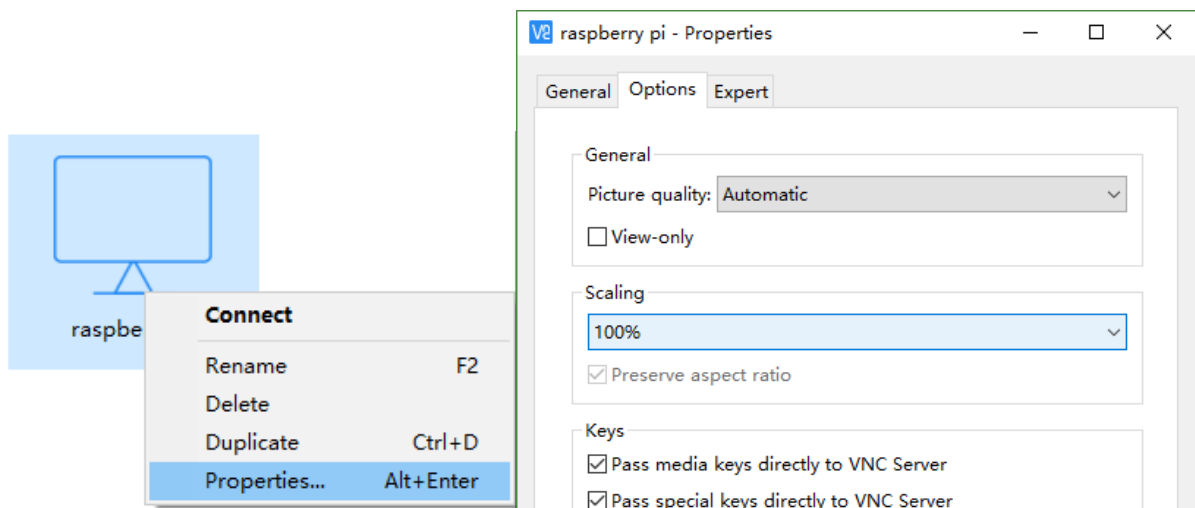 raspberry pi - Properties
General
Options
Expert
General
Picture quality: Automatic
View-only
Scaling
100%
Preserve aspect ratio
Keys
Pass media keys directly to VNC Server
Pass special keys directly to VNC Server
raspbe
Connect
Rename F2
Delete
Duplicate Ctrl+D
Properties... Alt+Enter